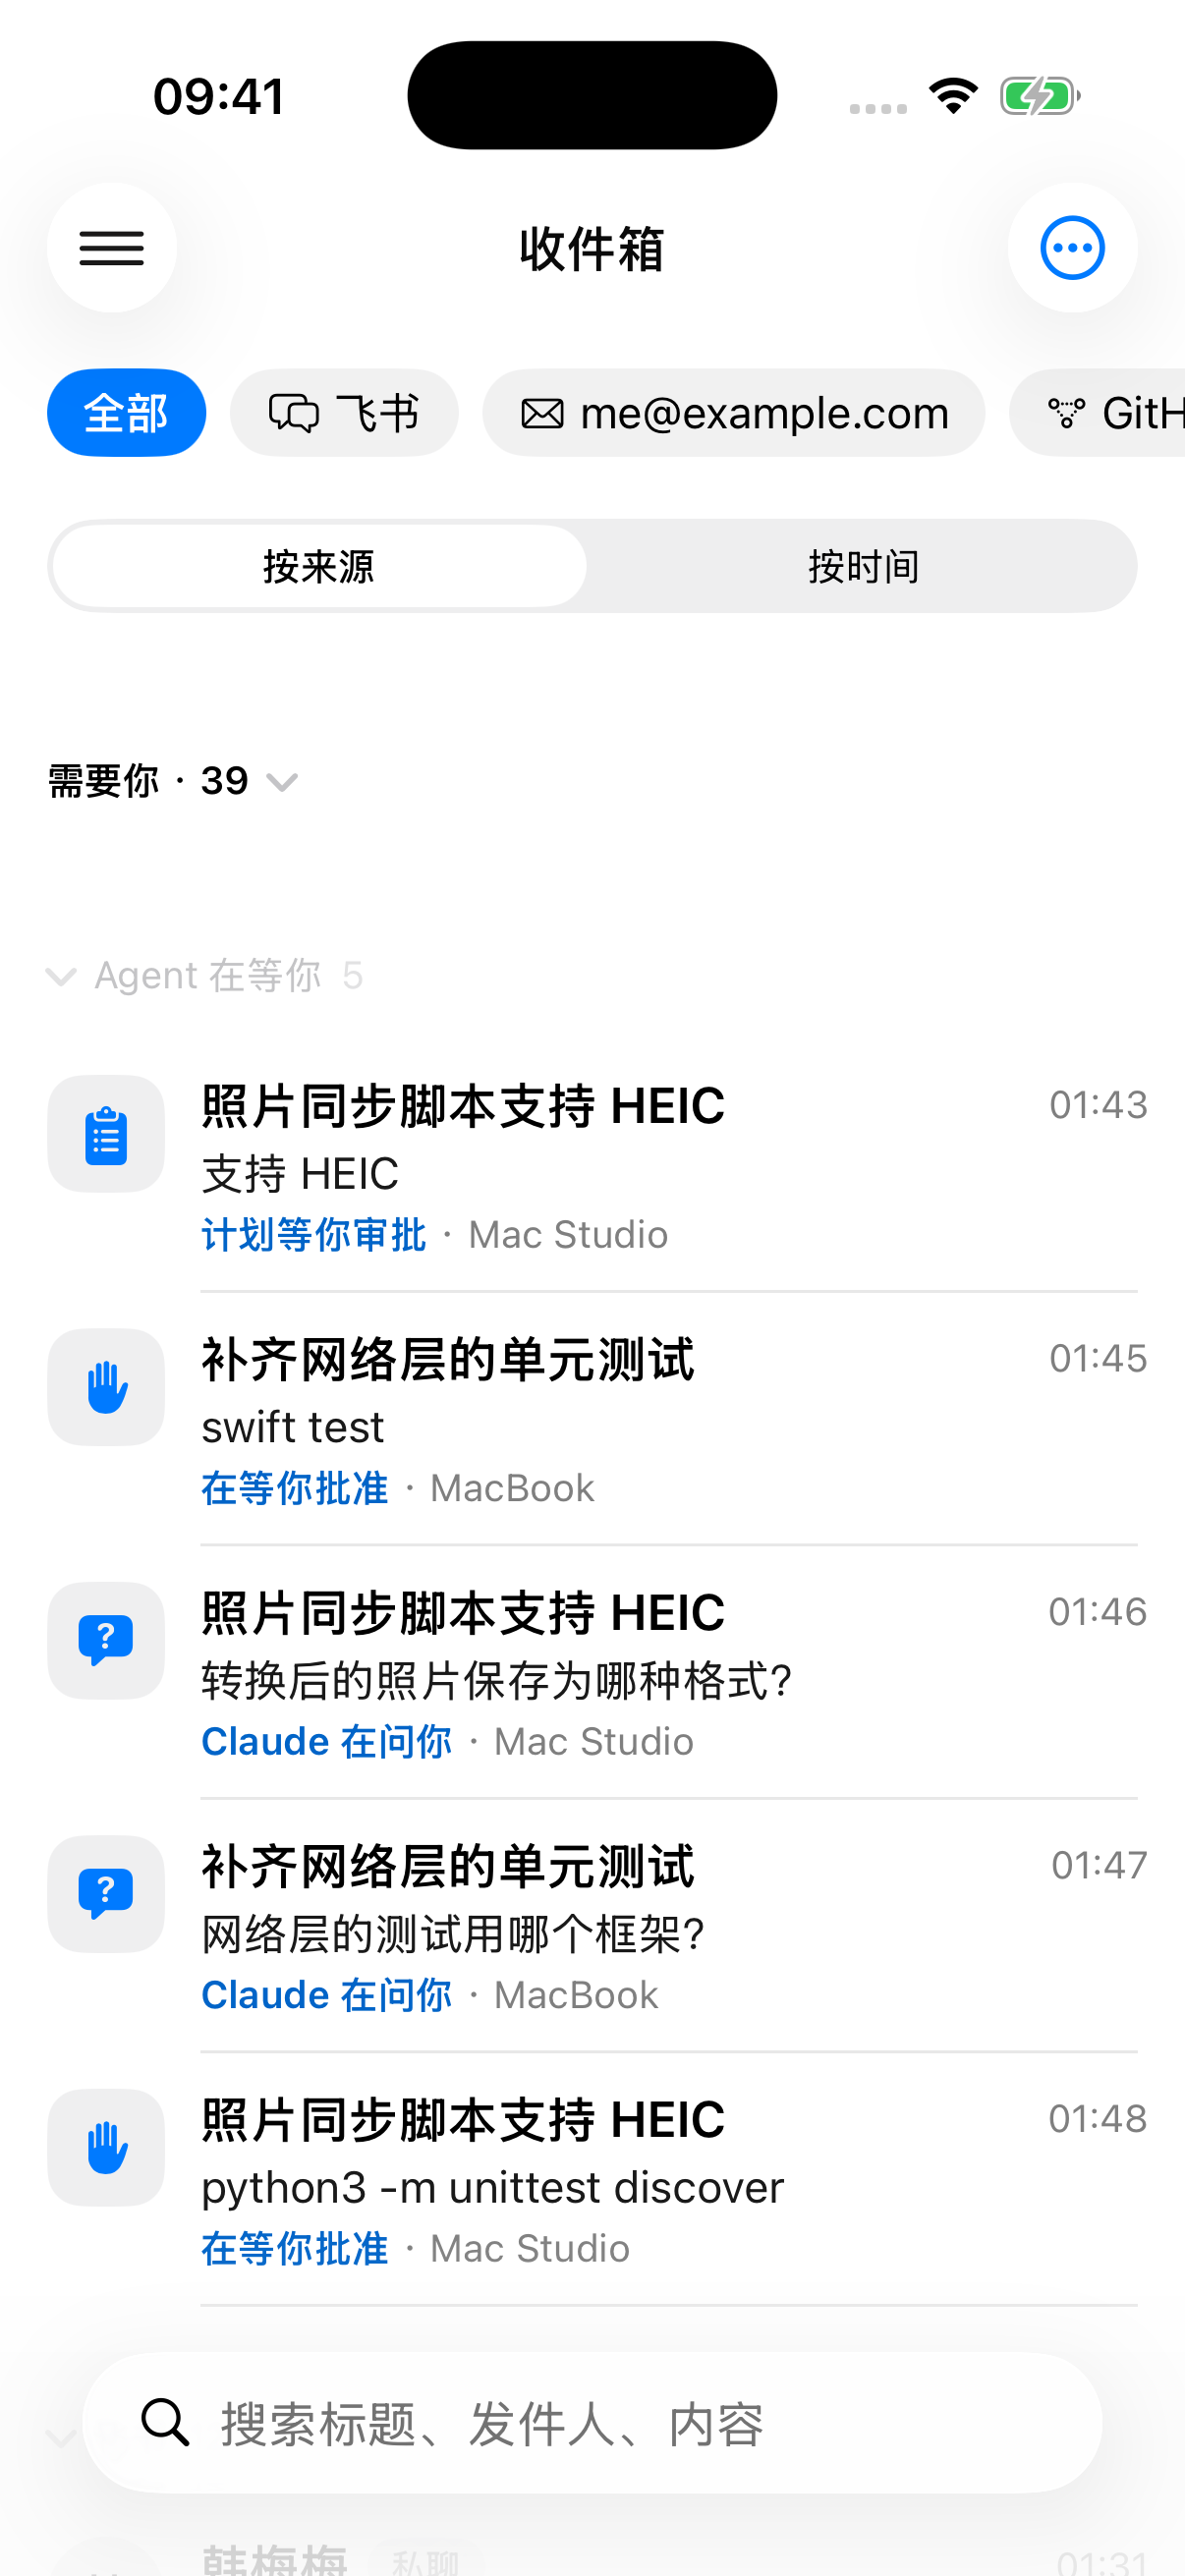 09:41
收件箱
全部 飞书 me@example.com GitH
按来源 按时间
需要你 · 39
Agent 在等你 5
照片同步脚本支持 HEIC 01:43
支持 HEIC
计划等你审批 · Mac Studio
补齐网络层的单元测试 01:45
swift test
在等你批准 · MacBook
照片同步脚本支持 HEIC 01:46
转换后的照片保存为哪种格式?
Claude 在问你 · Mac Studio
补齐网络层的单元测试 01:47
网络层的测试用哪个框架?
Claude 在问你 · MacBook
照片同步脚本支持 HEIC 01:48
python3 -m unittest discover
在等你批准 · Mac Studio
搜索标题、发件人、内容
韩梅梅 私聊 01:31